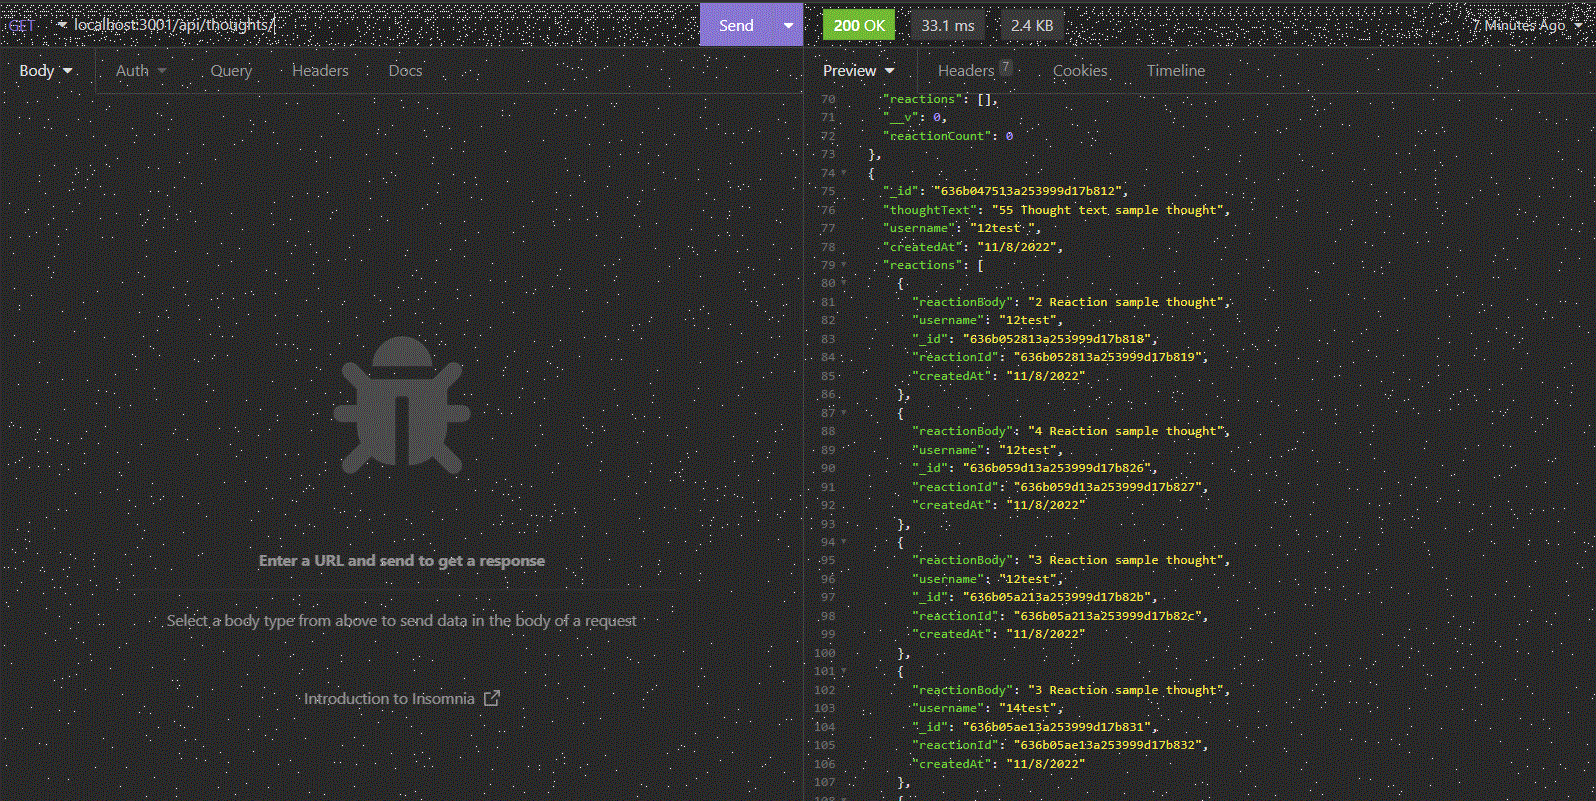 GET localhost:3001/api/thoughts/ Send 200 OK 33.1 ms 2.4 KB 7 Minutes Ago
Body Auth Query Headers Docs
Preview Headers 7 Cookies Timeline
Enter a URL and send to get a response
Select a body type from above to send data in the body of a request
Introduction to Insomnia
70 "reactions": [],
71 "__v": 0,
72 "reactionCount": 0
73 },
74 {
75 "_id": "636b047513a253999d17b812",
76 "thoughtText": "55 Thought text sample thought",
77 "username": "12test ",
78 "createdAt": "11/8/2022",
79 "reactions": [
80 {
81 "reactionBody": "2 Reaction sample thought",
82 "username": "12test",
83 "_id": "636b052813a253999d17b818",
84 "reactionId": "636b052813a253999d17b819",
85 "createdAt": "11/8/2022"
86 },
87 {
88 "reactionBody": "4 Reaction sample thought",
89 "username": "12test",
90 "_id": "636b059d13a253999d17b826",
91 "reactionId": "636b059d13a253999d17b827",
92 "createdAt": "11/8/2022"
93 },
94 {
95 "reactionBody": "3 Reaction sample thought",
96 "username": "12test",
97 "_id": "636b05a213a253999d17b82b",
98 "reactionId": "636b05a213a253999d17b82c",
99 "createdAt": "11/8/2022"
100 },
101 {
102 "reactionBody": "3 Reaction sample thought",
103 "username": "14test",
104 "_id": "636b05ae13a253999d17b831",
105 "reactionId": "636b05ae13a253999d17b832",
106 "createdAt": "11/8/2022"
107 },
108 {